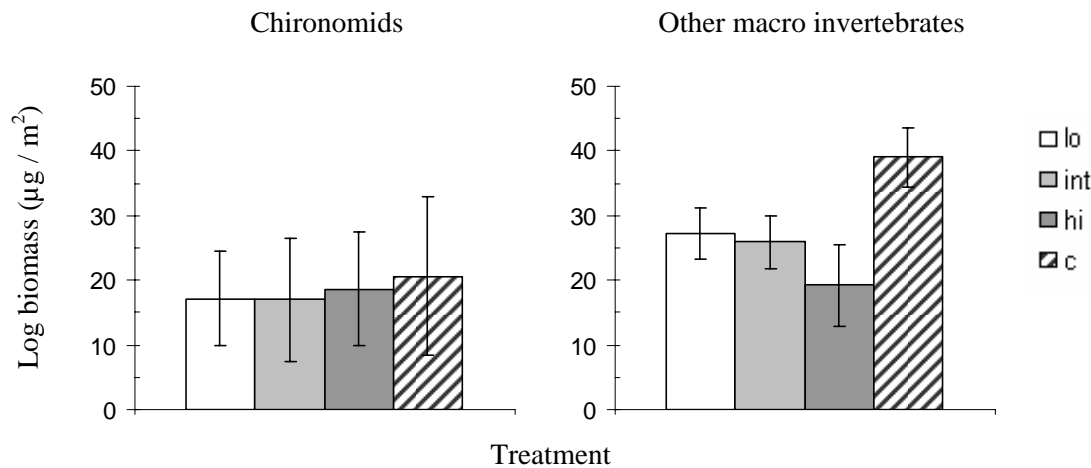 Chironomids
Other macro invertebrates
Log biomass (µg / m²)
50
40
30
20
10
0
50
40
30
20
10
0
lo
int
hi
c
Treatment